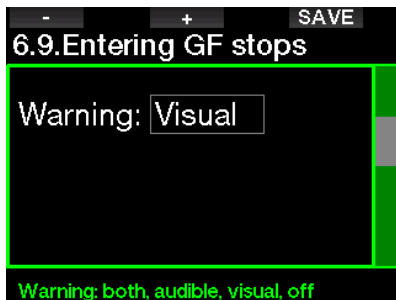 - + SAVE
6.9.Entering GF stops
Warning: Visual
Warning: both, audible, visual, off